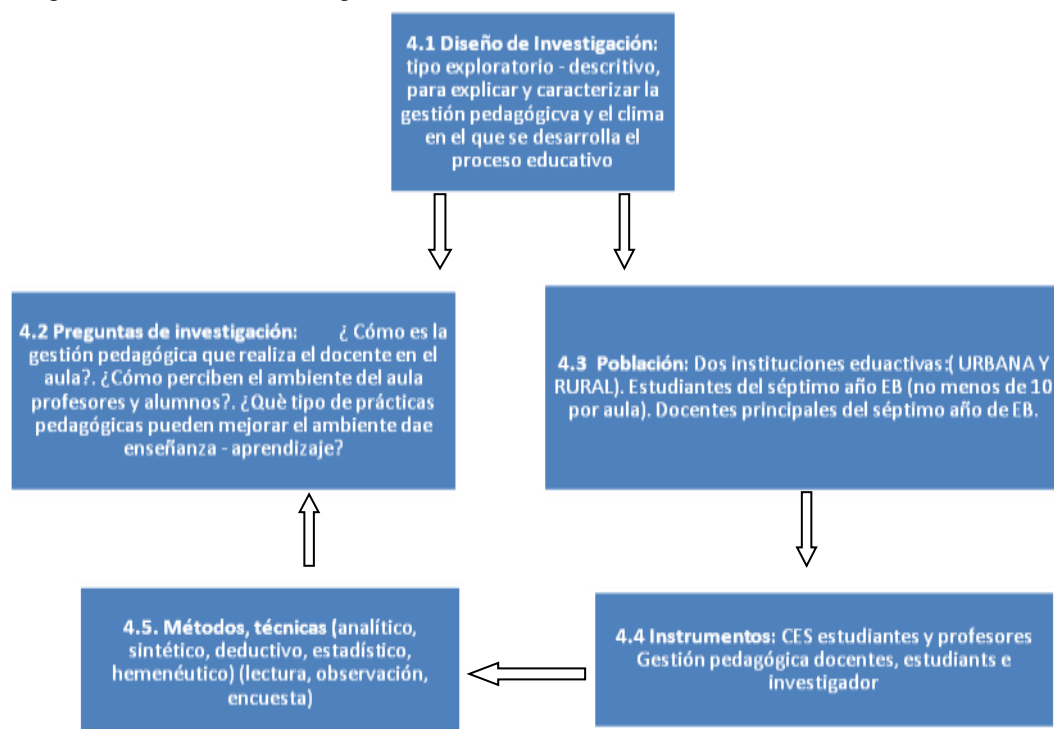 4.1 Diseño de Investigación:
tipo exploratorio - descritivo,
para explicar y caracterizar la
gestión pedagógicva y el clima
en el que se desarrolla el
proceso educativo
4.2 Preguntas de investigación: ¿ Cómo es la
gestión pedagógica que realiza el docente en el
aula?. ¿Cómo perciben el ambiente del aula
profesores y alumnos?. ¿Què tipo de prácticas
pedagógicas pueden mejorar el ambiente dae
enseñanza - aprendizaje?
4.3 Población: Dos instituciones eduactivas:( URBANA Y
RURAL). Estudiantes del séptimo año EB (no menos de 10
por aula). Docentes principales del séptimo año de EB.
4.5. Métodos, técnicas (analítico,
sintético, deductivo, estadístico,
hemenéutico) (lectura, observación,
encuesta)
4.4 Instrumentos: CES estudiantes y profesores
Gestión pedagógica docentes, estudiants e
investigador